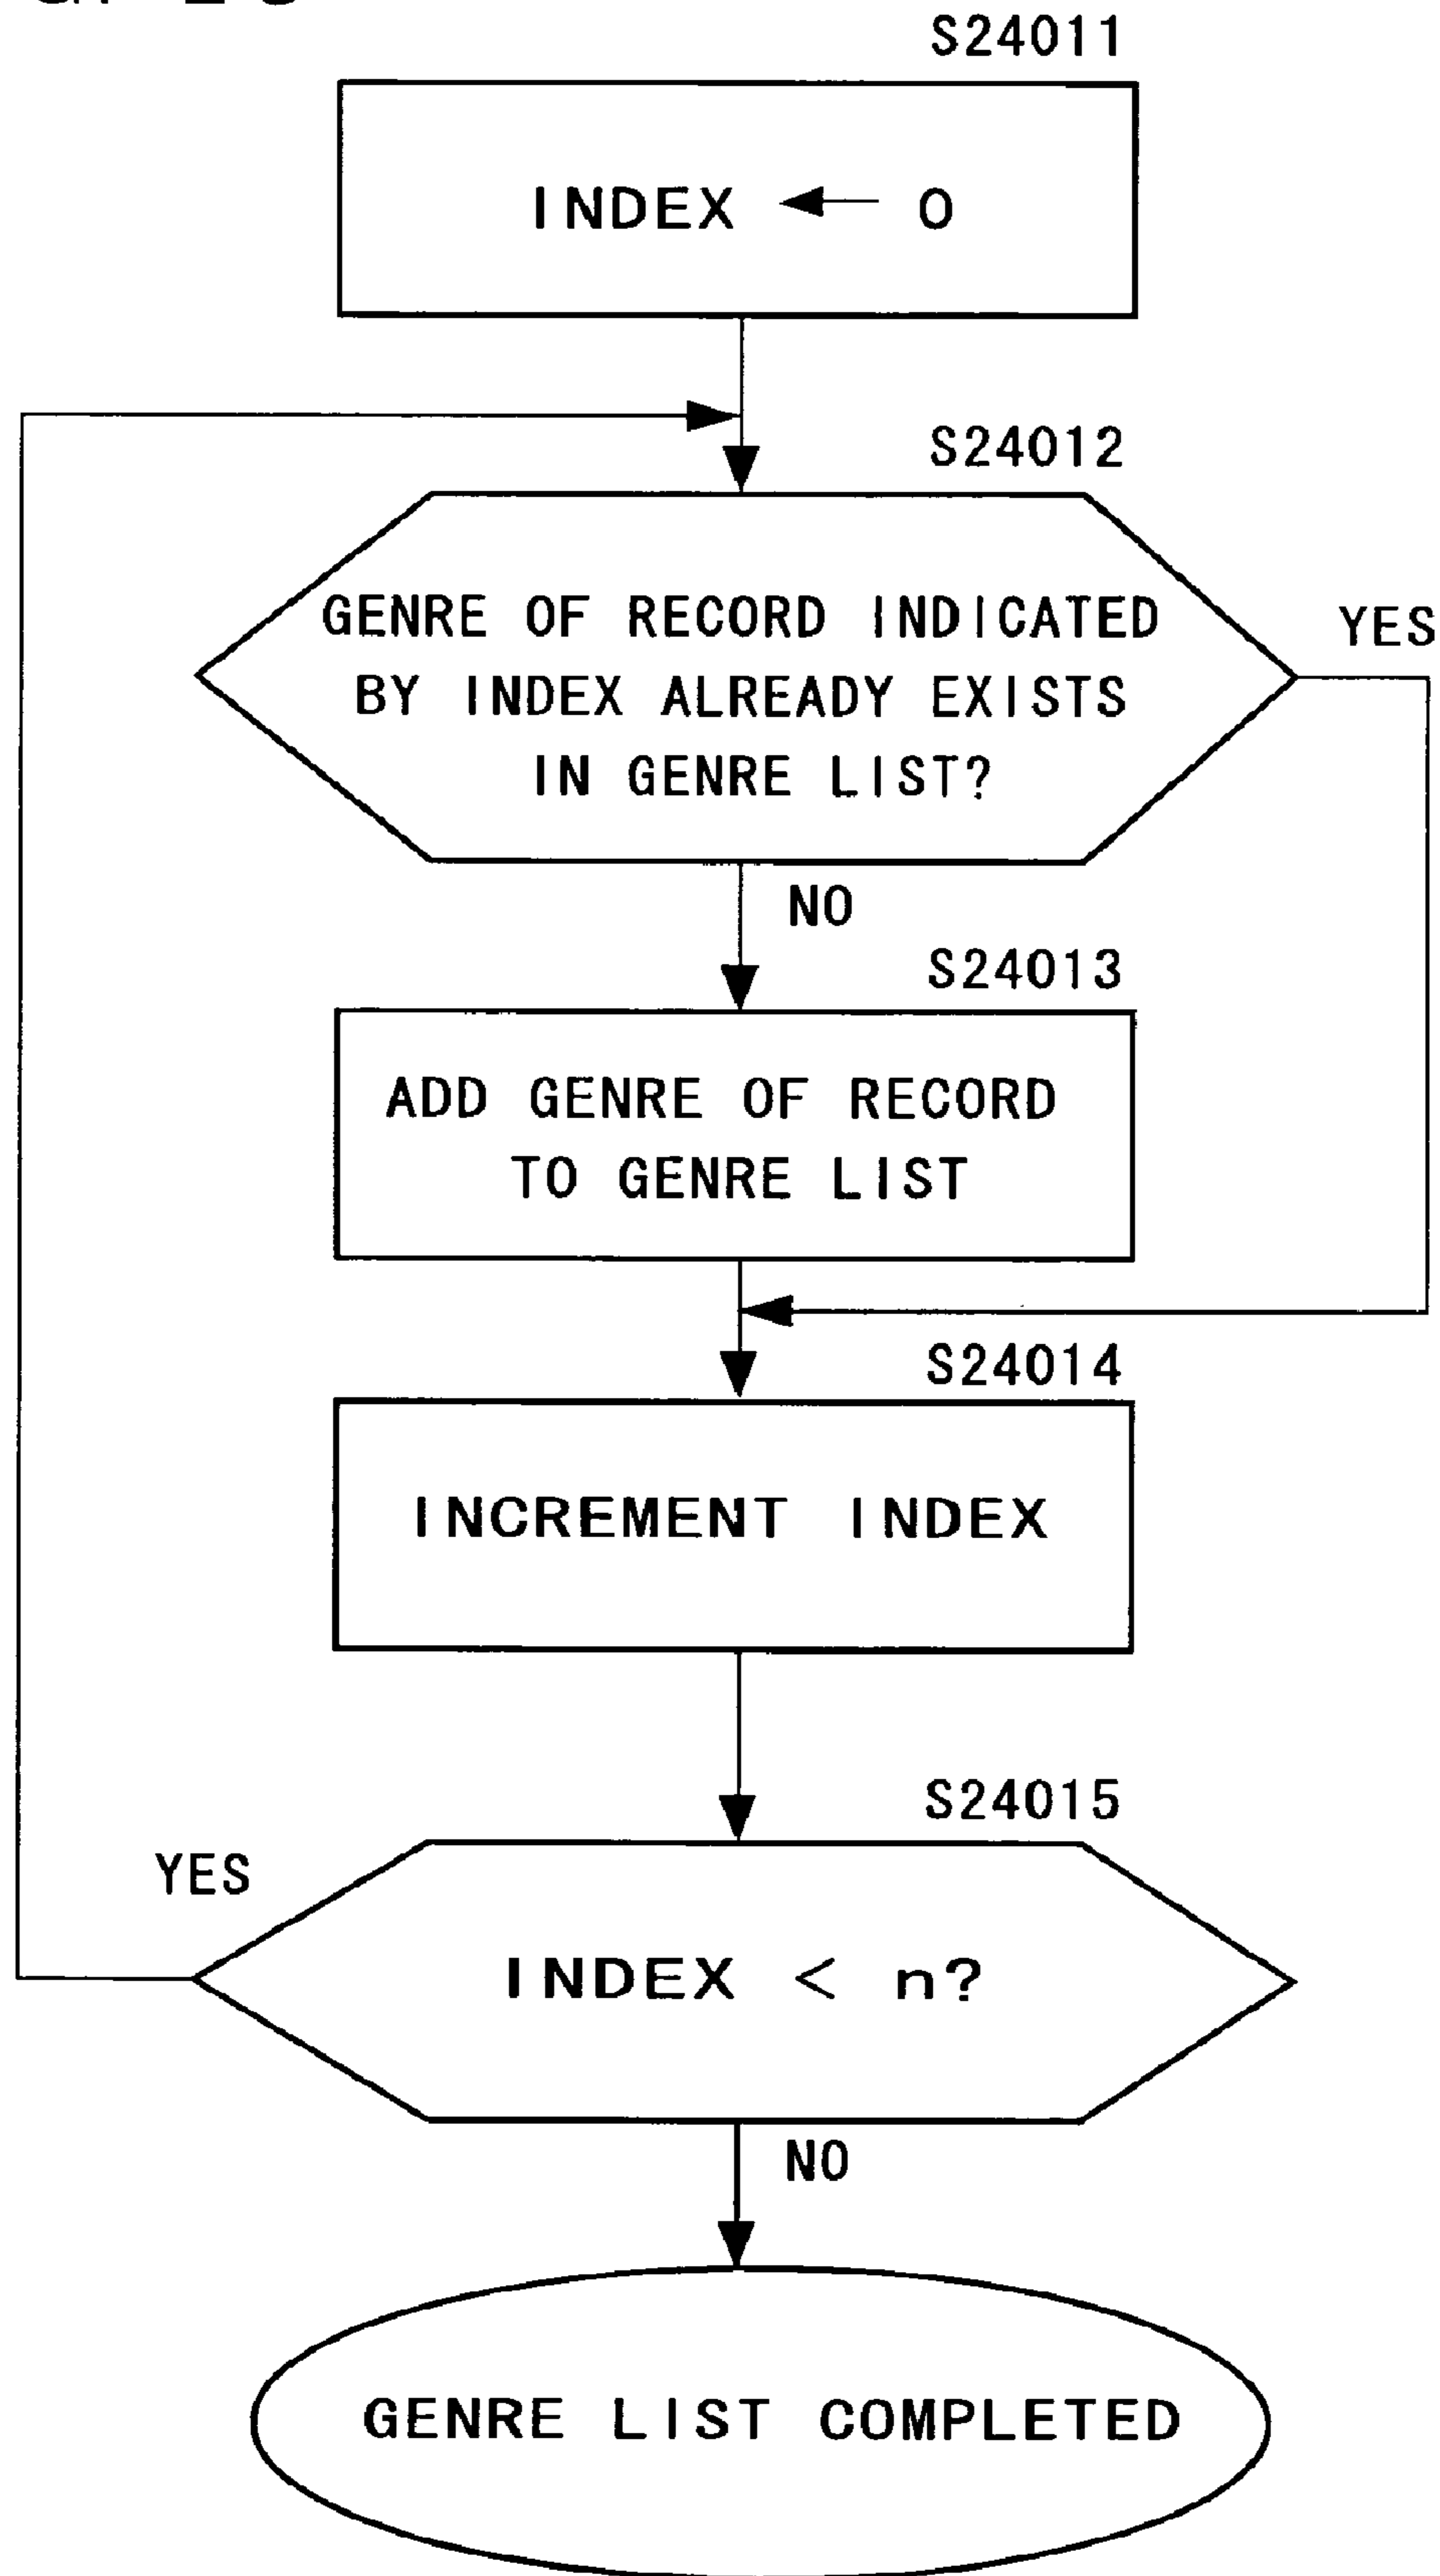 S24011
INDEX ← 0
S24012
GENRE OF RECORD INDICATED
BY INDEX ALREADY EXISTS
IN GENRE LIST?
YES
NO
S24013
ADD GENRE OF RECORD
TO GENRE LIST
S24014
INCREMENT INDEX
S24015
YES
INDEX < n?
NO
GENRE LIST COMPLETED